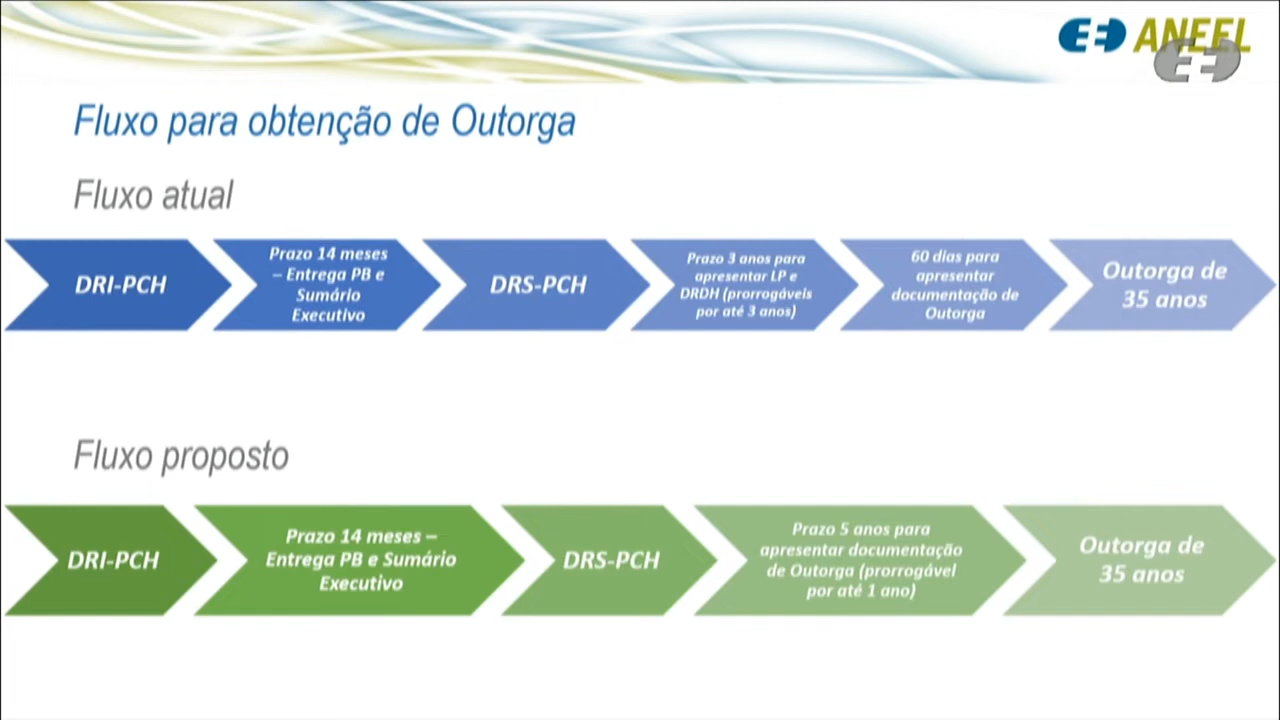 ANEEL
Fluxo para obtenção de Outorga
Fluxo atual
DRI-PCH
Prazo 14 meses
– Entrega PB e
Sumário
Executivo
DRS-PCH
Prazo 3 anos para
apresentar LP e
DRDH (prorrogáveis
por até 3 anos)
60 dias para
apresentar
documentação de
Outorga
Outorga de
35 anos
Fluxo proposto
DRI-PCH
Prazo 14 meses –
Entrega PB e Sumário
Executivo
DRS-PCH
Prazo 5 anos para
apresentar documentação
de Outorga (prorrogável
por até 1 ano)
Outorga de
35 anos